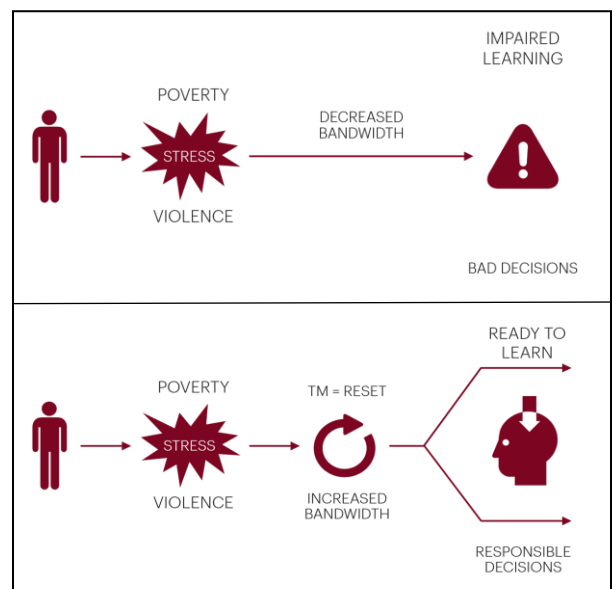 IMPAIRED
LEARNING
POVERTY
DECREASED
BANDWIDTH
STRESS
VIOLENCE
BAD DECISIONS
READY TO
LEARN
POVERTY
TM = RESET
STRESS
VIOLENCE
INCREASED
BANDWIDTH
RESPONSIBLE
DECISIONS